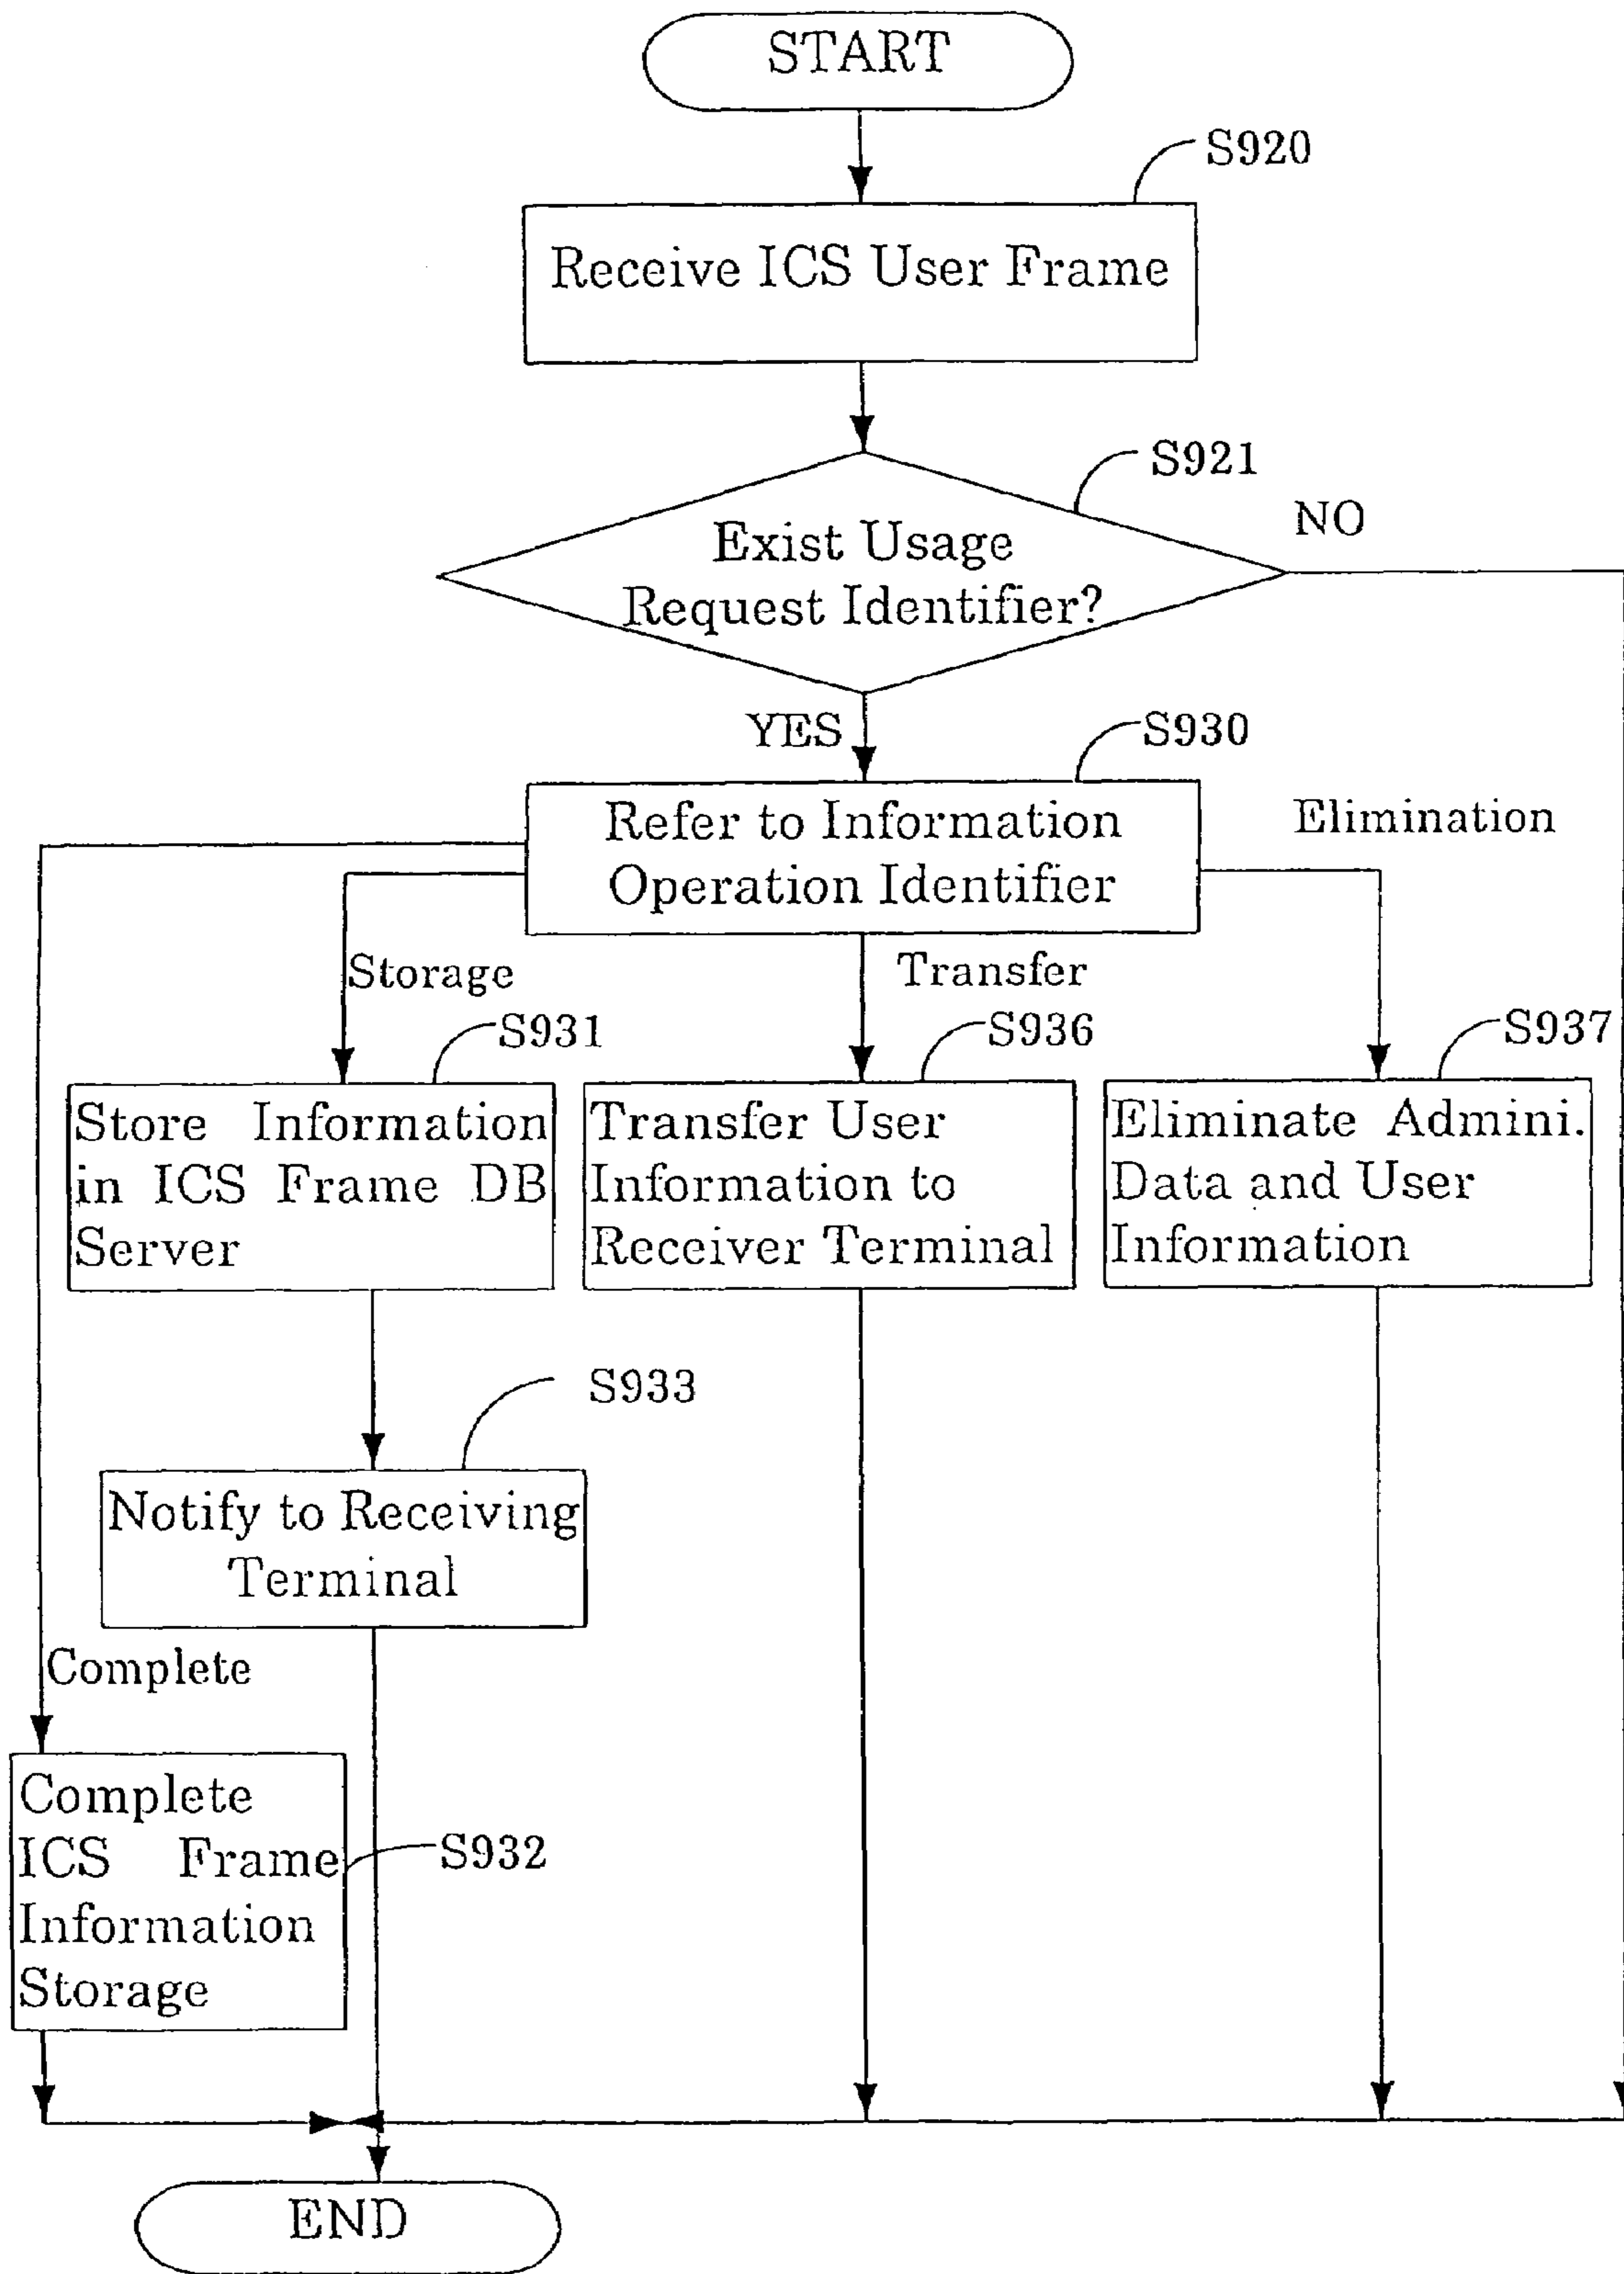 START
S920
Receive ICS User Frame
S921
NO
Exist Usage
Request Identifier?
YES
S930
Refer to Information
Operation Identifier
Elimination
Storage
Transfer
S931
S936
S937
Store Information
in ICS Frame DB
Server
Transfer User
Information to
Receiver Terminal
Eliminate Admini.
Data and User
Information
S933
Notify to Receiving
Terminal
Complete
Complete
ICS Frame
Information
Storage
S932
END